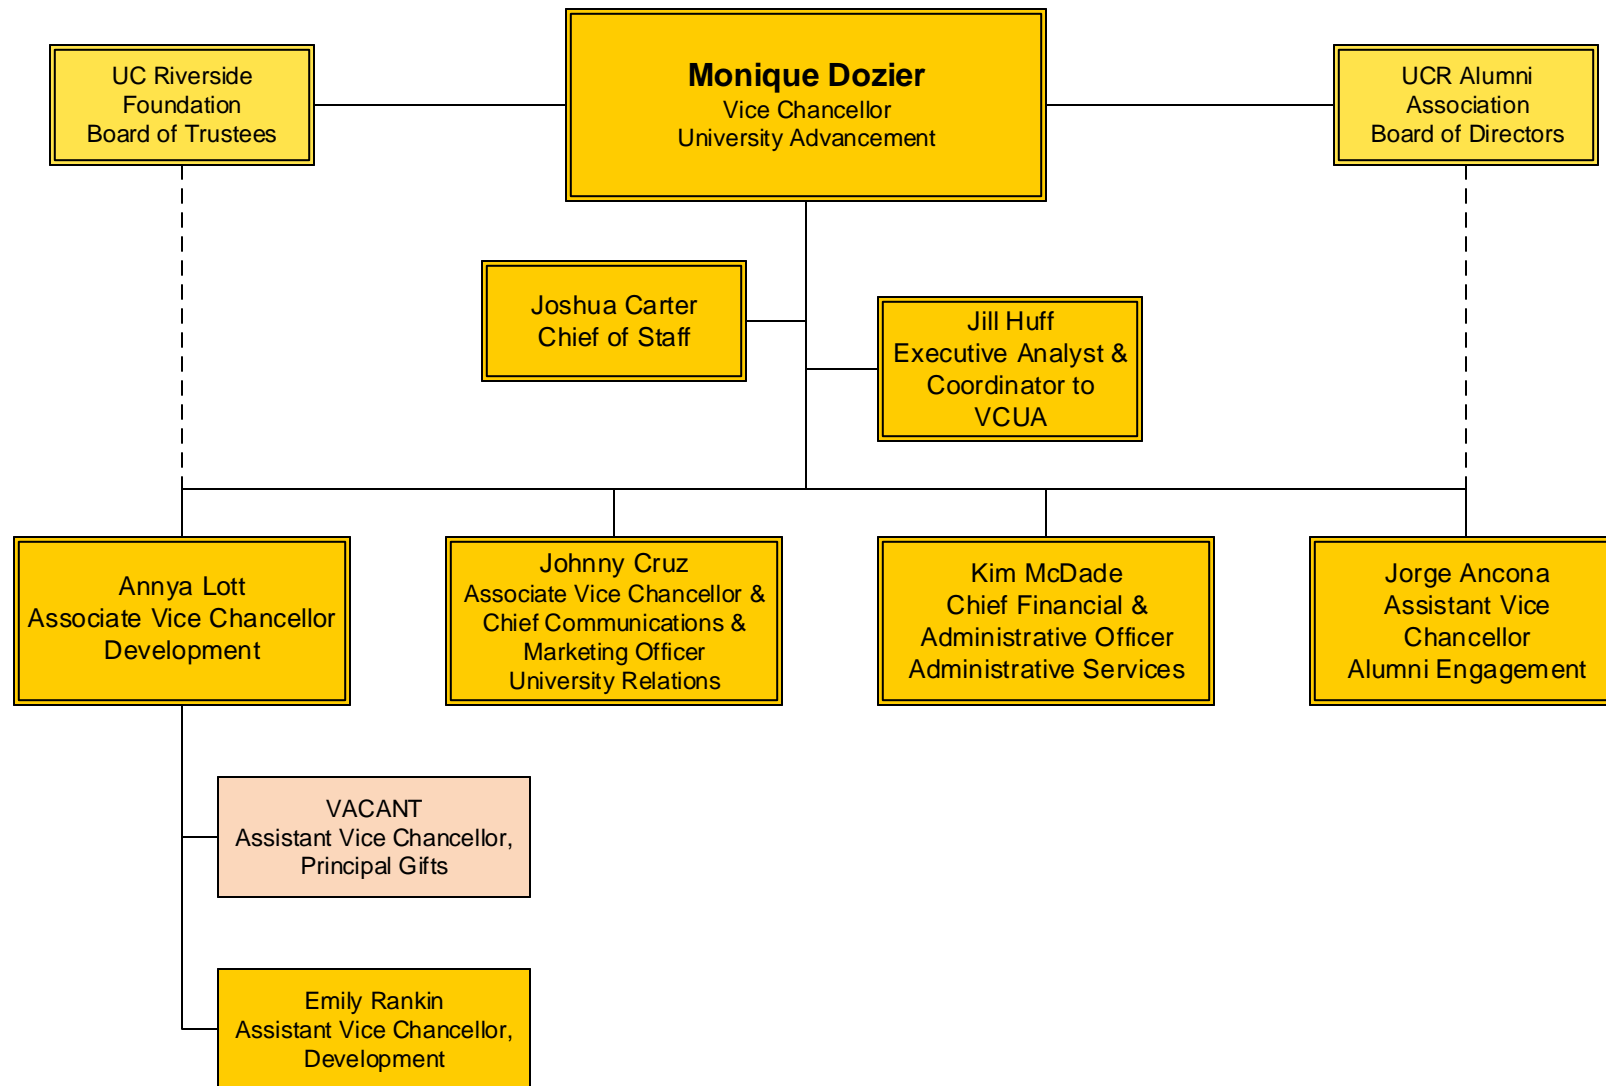 UC Riverside
Foundation
Board of Trustees
Monique Dozier
Vice Chancellor
University Advancement
UCR Alumni
Association
Board of Directors
Joshua Carter
Chief of Staff
Jill Huff
Executive Analyst &
Coordinator to
VCUA
Annya Lott
Associate Vice Chancellor
Development
Johnny Cruz
Associate Vice Chancellor &
Chief Communications &
Marketing Officer
University Relations
Kim McDade
Chief Financial &
Administrative Officer
Administrative Services
Jorge Ancona
Assistant Vice
Chancellor
Alumni Engagement
VACANT
Assistant Vice Chancellor,
Principal Gifts
Emily Rankin
Assistant Vice Chancellor,
Development